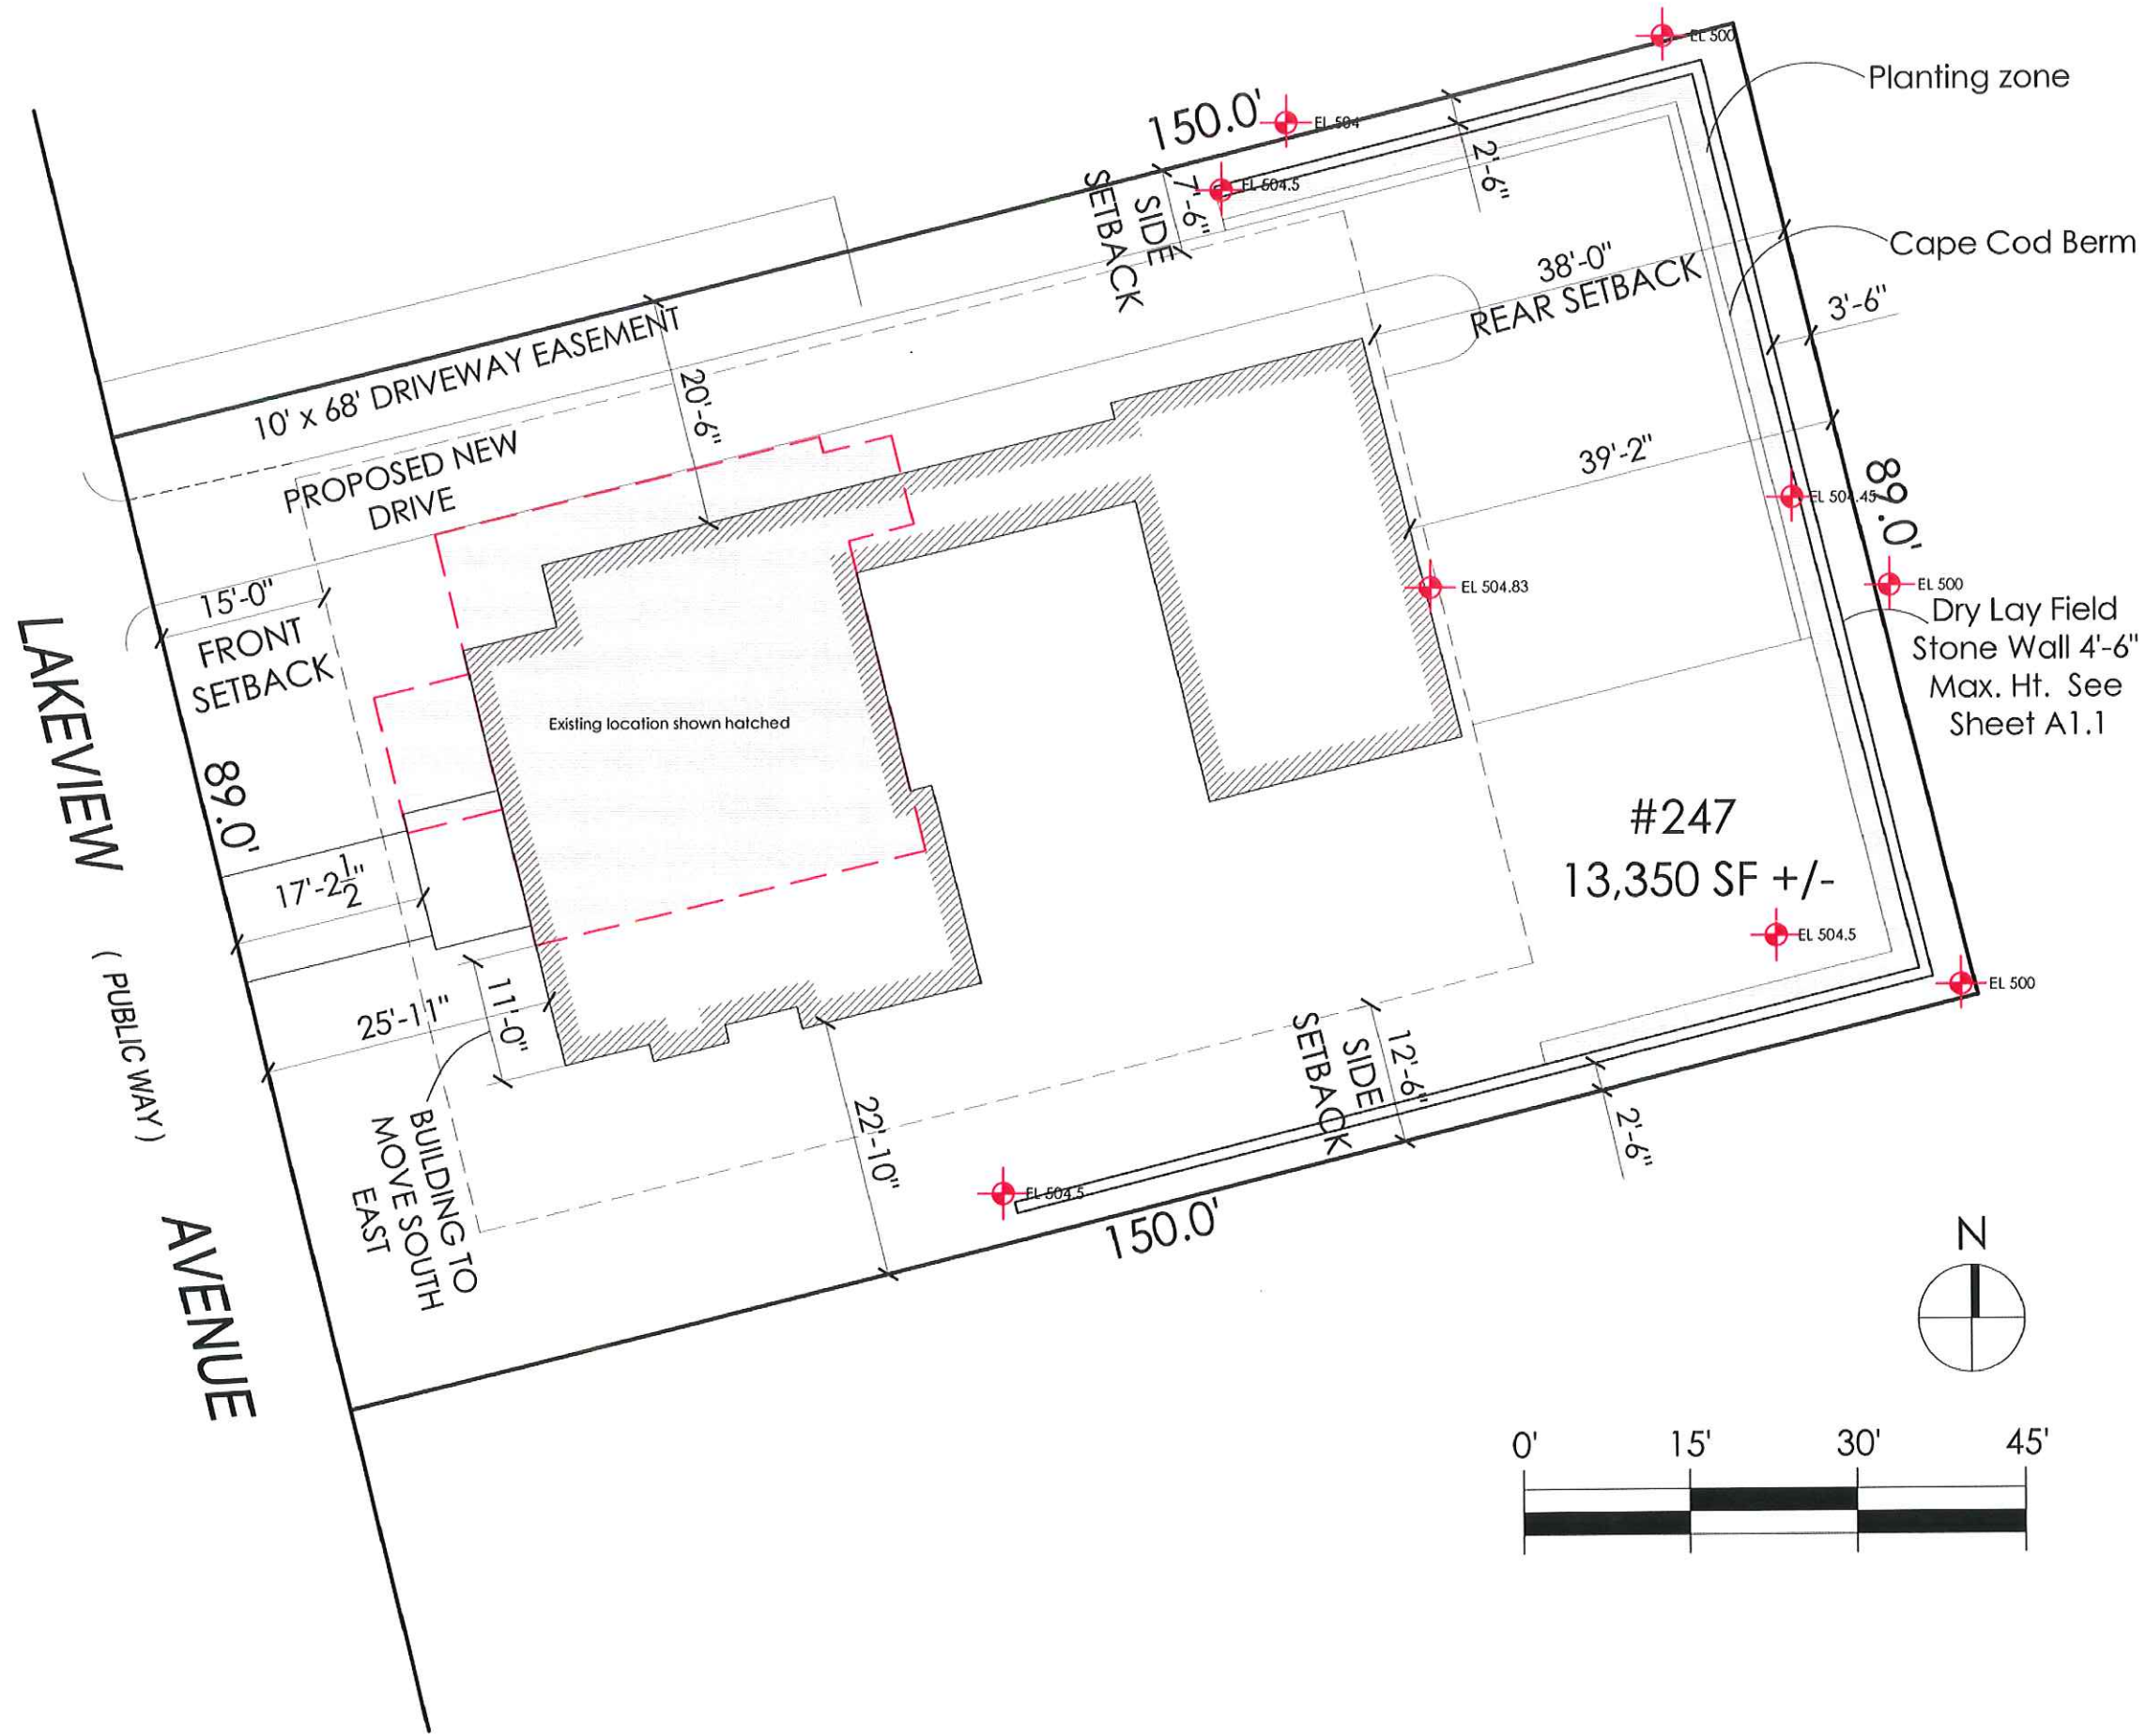 EL 500
Planting zone
150.0'
EL 504
EL 504.5
2'-6"
7'-6"
SIDE
SETBACK
Cape Cod Berm
38'-0"
REAR SETBACK
3'-6"
10' x 68' DRIVEWAY EASEMENT
20'-6"
PROPOSED NEW
DRIVE
39'-2"
EL 504.45
89.0'
EL 504.83
EL 500
15'-0"
FRONT
SETBACK
Dry Lay Field
Stone Wall 4'-6"
Max. Ht. See
Sheet A1.1
Existing location shown hatched
LAKEVIEW
( PUBLIC WAY )
AVENUE
89.0'
17'-2 1/2"
#247
13,350 SF +/-
EL 504.5
EL 500
25'-11"
11'-0"
BUILDING TO
MOVE SOUTH
EAST
22'-10"
SIDE
SETBACK
12'-6"
2'-6"
EL 504.5
150.0'
N
0' 15' 30' 45'